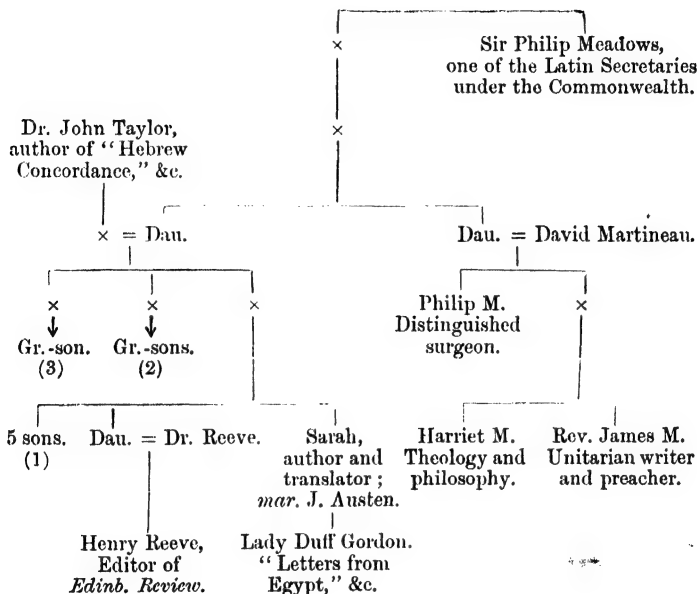 ×
Sir Philip Meadows,
one of the Latin Secretaries
under the Commonwealth.
×
Dr. John Taylor,
author of “Hebrew
Concordance,” &c.
× = Dau.
Dau. = David Martineau.
×
×
×
Philip M.
Distinguished
surgeon.
×
Gr.-son.
(3)
Gr.-sons.
(2)
5 sons.
(1)
Dau. = Dr. Reeve.
Sarah,
author and
translator;
mar. J. Austen.
Harriet M.
Theology and
philosophy.
Rev. James M.
Unitarian writer
and preacher.
Henry Reeve,
Editor of
Edinb. Review.
Lady Duff Gordon.
“Letters from
Egypt,” &c.